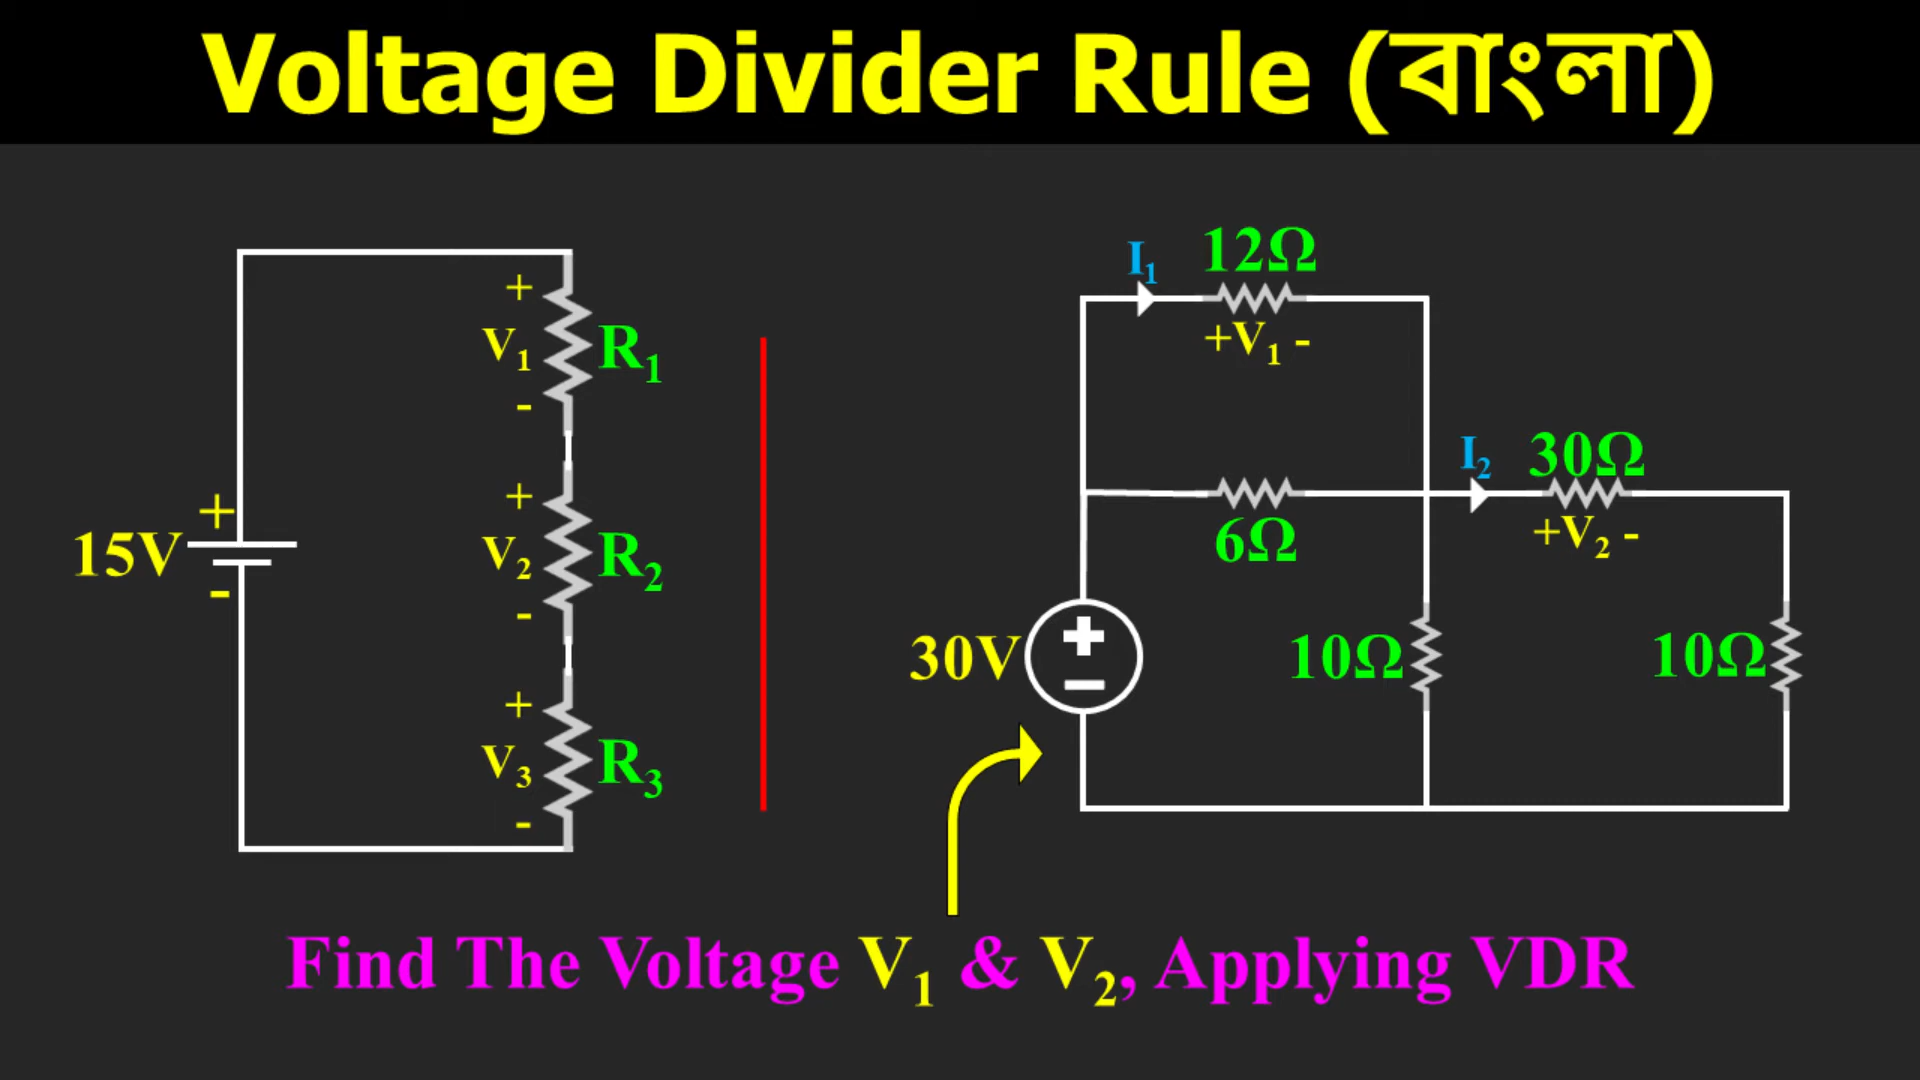 Voltage Divider Rule (বাংলা)
15V
+
-
+
V₁
-
R₁
+
V₂
-
R₂
+
V₃
-
R₃
I₁
12Ω
+V₁ -
6Ω
I₂
30Ω
+V₂ -
30V
10Ω
10Ω
Find The Voltage V₁ & V₂, Applying VDR